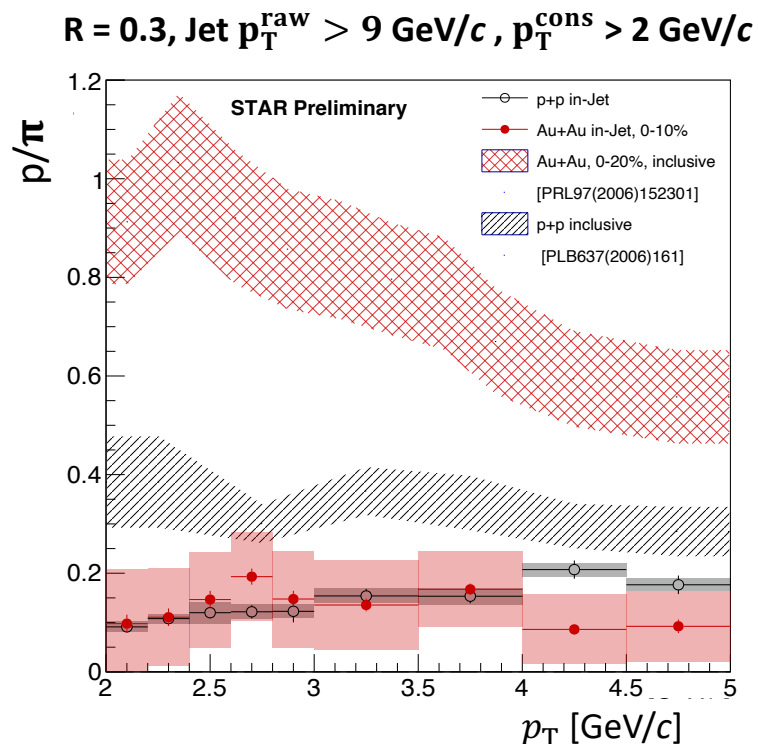 R = 0.3, Jet p_T^raw > 9 GeV/c , p_T^cons > 2 GeV/c
1.2
STAR Preliminary
p+p in-Jet
Au+Au in-Jet, 0-10%
Au+Au, 0-20%, inclusive
[PRL97(2006)152301]
p+p inclusive
[PLB637(2006)161]
p/π
1
0.8
0.6
0.4
0.2
0
2
2.5
3
3.5
4
4.5
5
p_T [GeV/c]